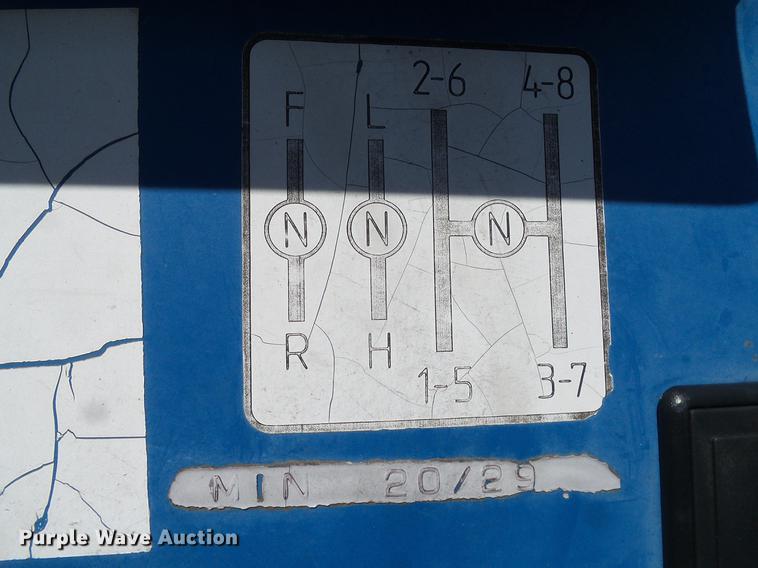 F L 2-6 4-8
N N N
R H 1-5 3-7
MIN 20/29
Purple Wave Auction